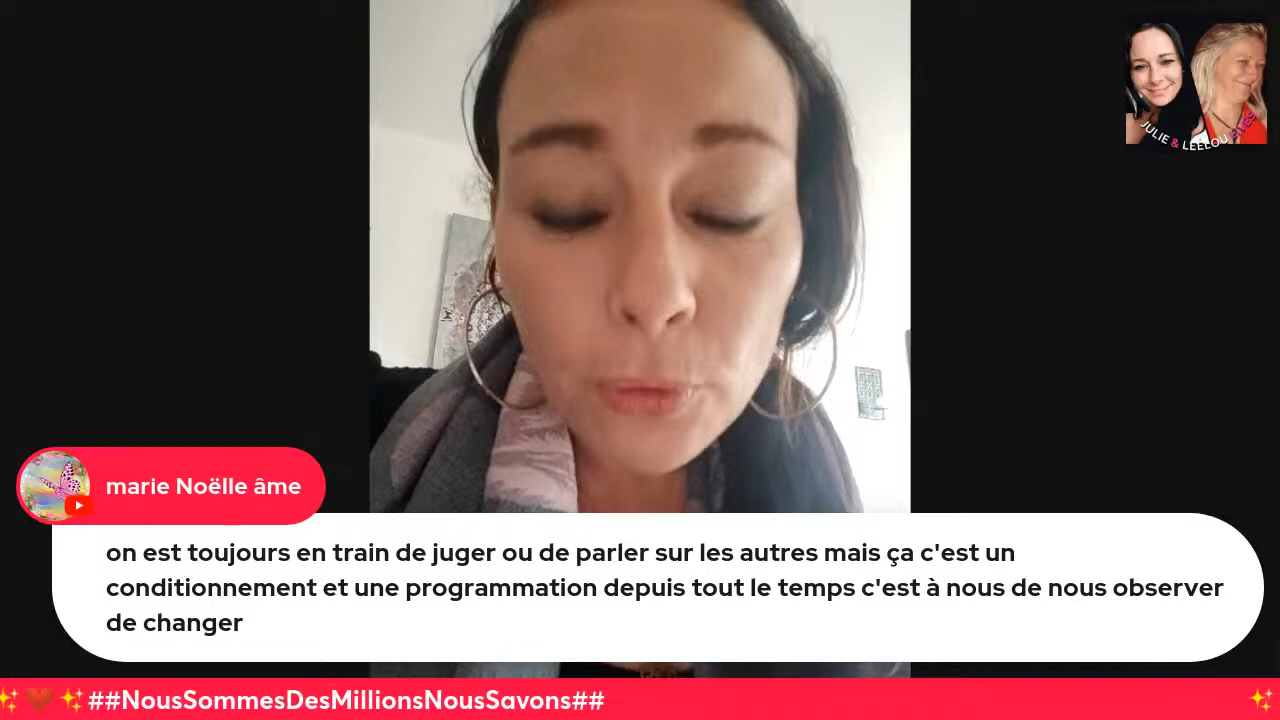 JULIE & LEELOU LIVES
marie Noëlle âme
on est toujours en train de juger ou de parler sur les autres mais ça c'est un
conditionnement et une programmation depuis tout le temps c'est à nous de nous observer
de changer
✨❤️✨##NousSommesDesMillionsNousSavons##
✨